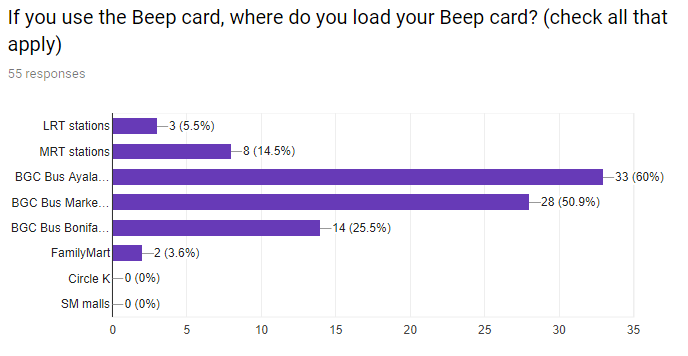 If you use the Beep card, where do you load your Beep card? (check all that
apply)
55 responses
LRT stations 3 (5.5%)
MRT stations 8 (14.5%)
BGC Bus Ayala... 33 (60%)
BGC Bus Marke... 28 (50.9%)
BGC Bus Bonifa... 14 (25.5%)
FamilyMart 2 (3.6%)
Circle K 0 (0%)
SM malls 0 (0%)
0 5 10 15 20 25 30 35